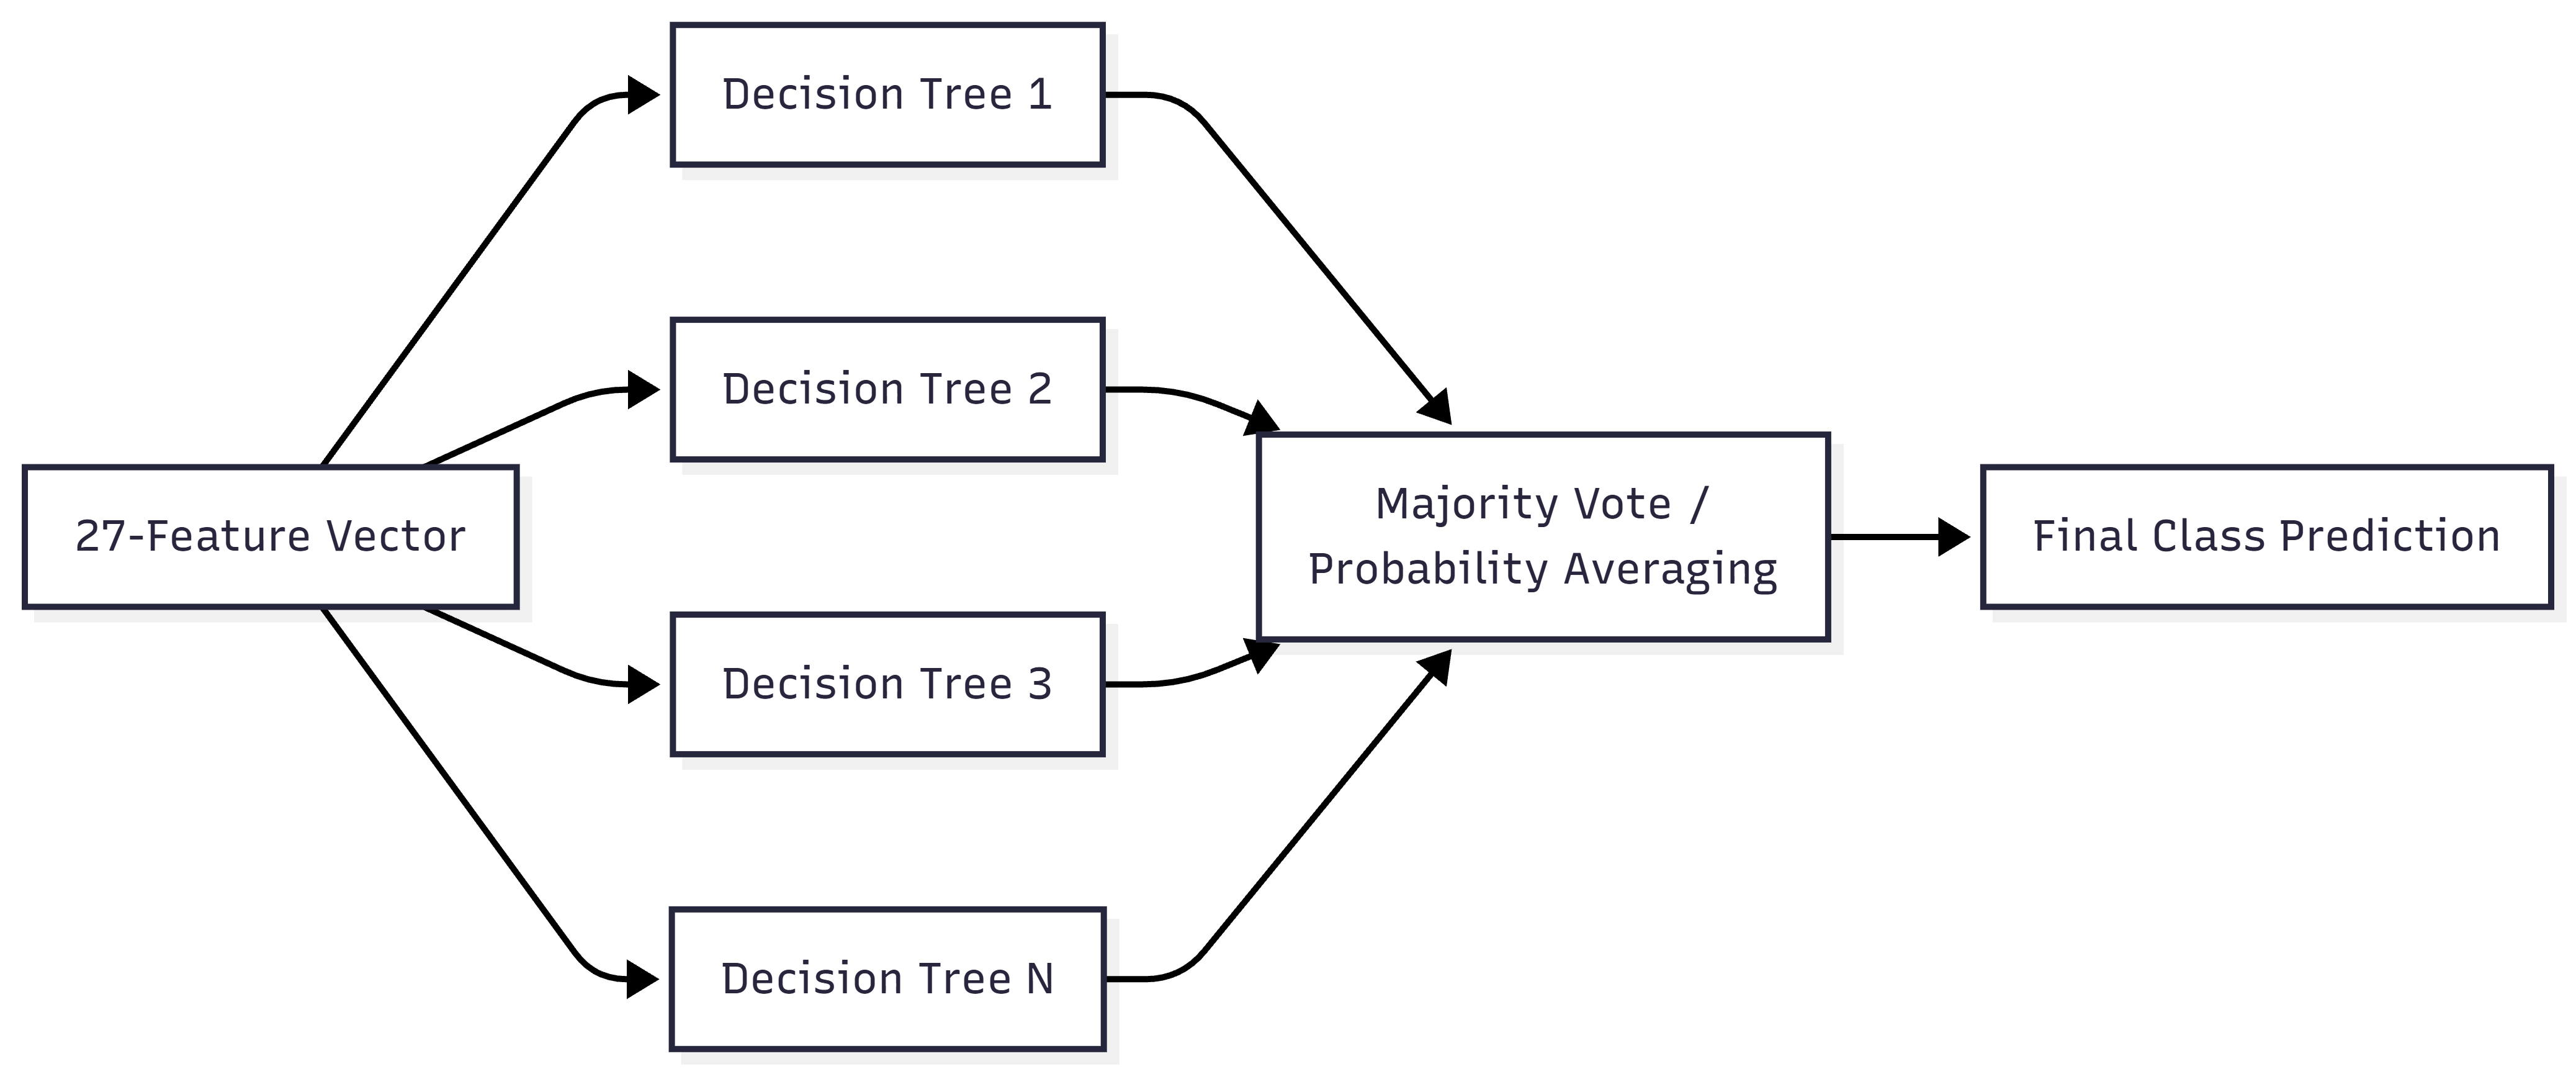 Decision Tree 1
Decision Tree 2
27-Feature Vector
Majority Vote /
Probability Averaging
Final Class Prediction
Decision Tree 3
Decision Tree N